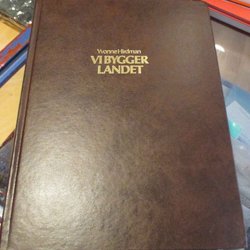 Yvonne Hirdman
VI BYGGER
LANDET